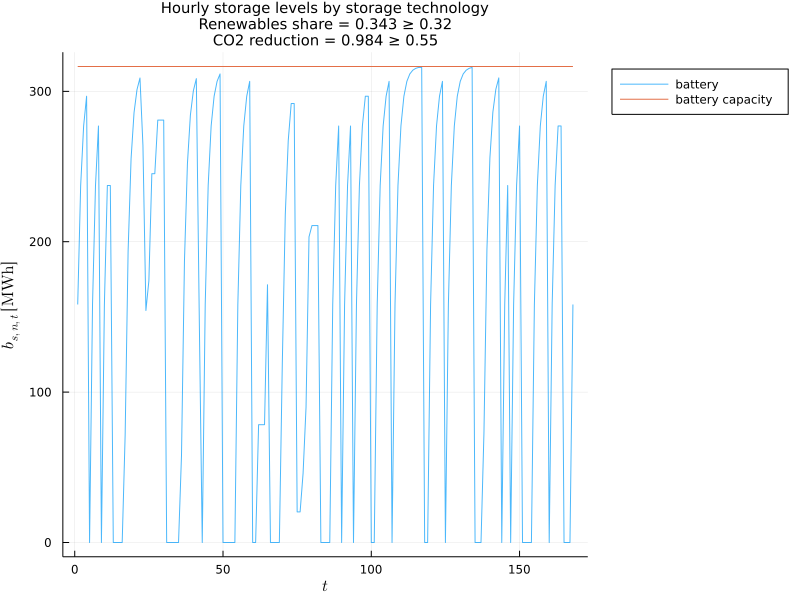 Hourly storage levels by storage technology
Renewables share = 0.343 ≥ 0.32
CO2 reduction = 0.984 ≥ 0.55
battery
battery capacity
300
200
100
0
b_{s, n, t} [MWh]
0 50 100 150
t